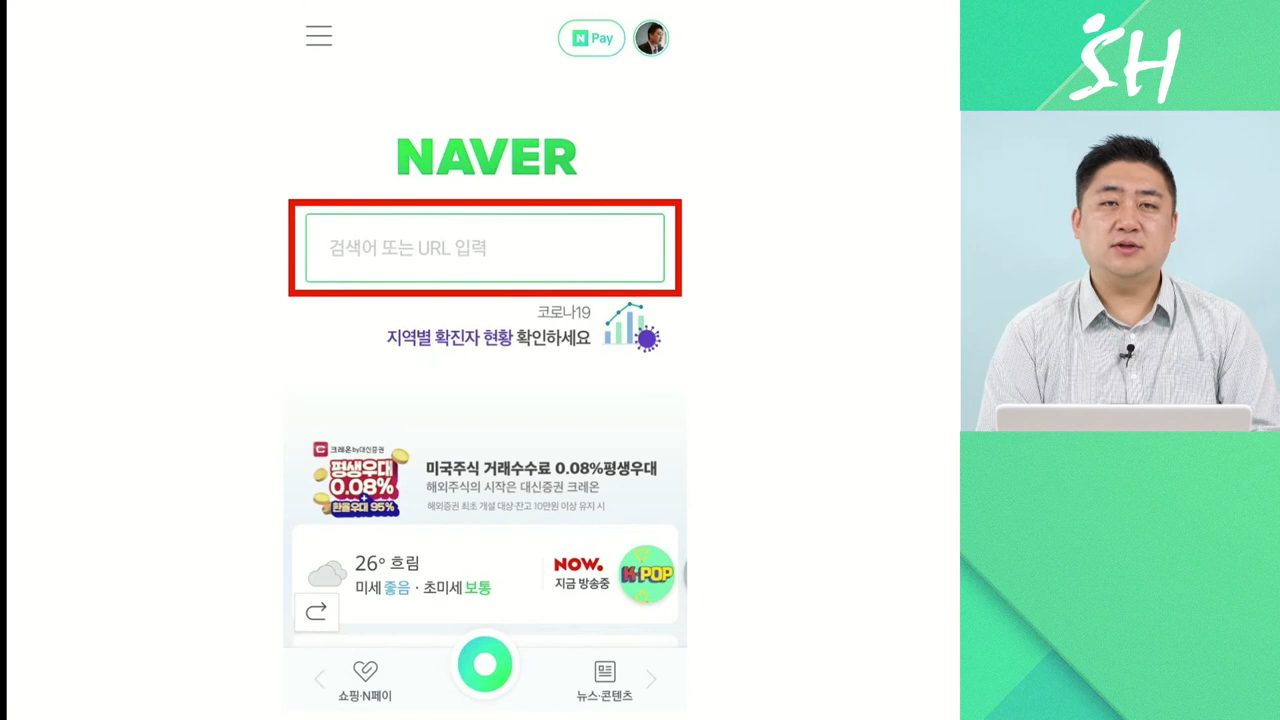 N Pay
SH
NAVER
검색어 또는 URL 입력
코로나19
지역별 확진자 현황 확인하세요
C 크레온 by대신증권
평생우대
0.08%
+
환율우대 95%
미국주식 거래수수료 0.08%평생우대
해외주식의 시작은 대신증권 크레온
해외증권 최초 개설 대상·잔고 10만원 이상 유지 시
26° 흐림
미세좋음 · 초미세보통
NOW.
지금 방송중
K-POP
쇼핑·N페이
뉴스·콘텐츠